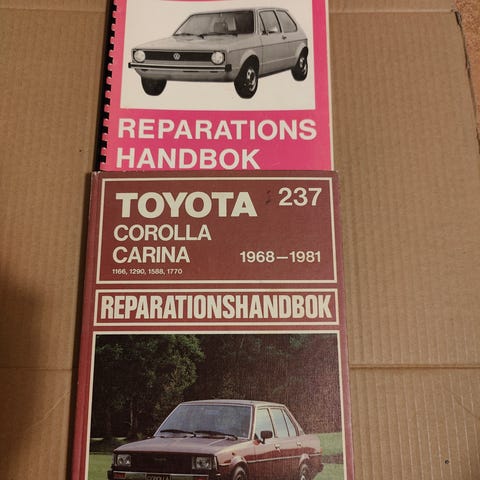 REPARATIONS
HANDBOK
TOYOTA 237
COROLLA
CARINA 1968-1981
1166, 1290, 1588, 1770
REPARATIONSHANDBOK